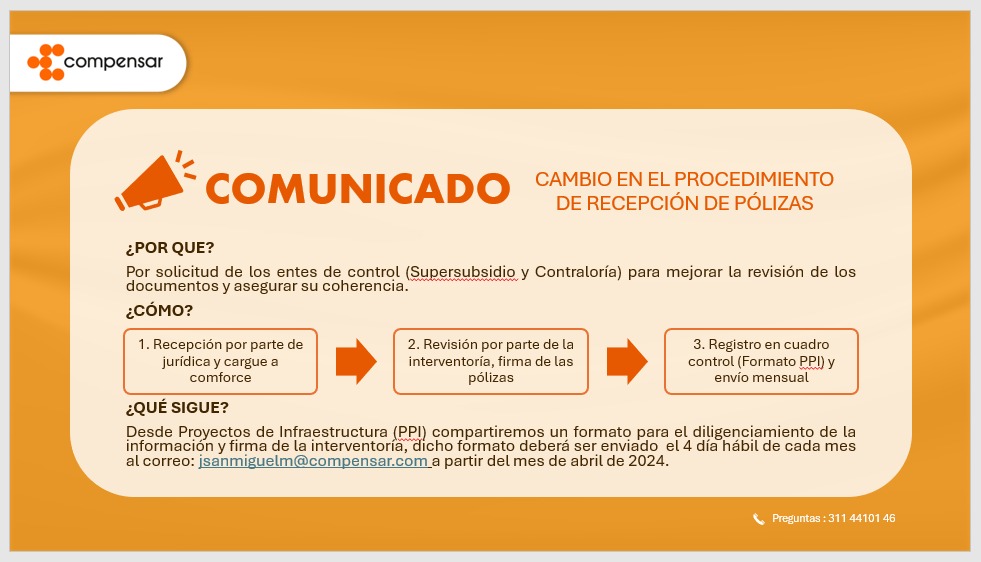 compensar
COMUNICADO
CAMBIO EN EL PROCEDIMIENTO
DE RECEPCIÓN DE PÓLIZAS
¿POR QUE?
Por solicitud de los entes de control (Supersubsidio y Contraloría) para mejorar la revisión de los
documentos y asegurar su coherencia.
¿CÓMO?
1. Recepción por parte de
jurídica y cargue a
comforce
2. Revisión por parte de la
interventoría, firma de las
pólizas
3. Registro en cuadro
control (Formato PPI) y
envío mensual
¿QUÉ SIGUE?
Desde Proyectos de Infraestructura (PPI) compartiremos un formato para el diligenciamiento de la
información y firma de la interventoría, dicho formato deberá ser enviado el 4 día hábil de cada mes
al correo: jsanmiguelm@compensar.com a partir del mes de abril de 2024.
Preguntas : 311 44101 46